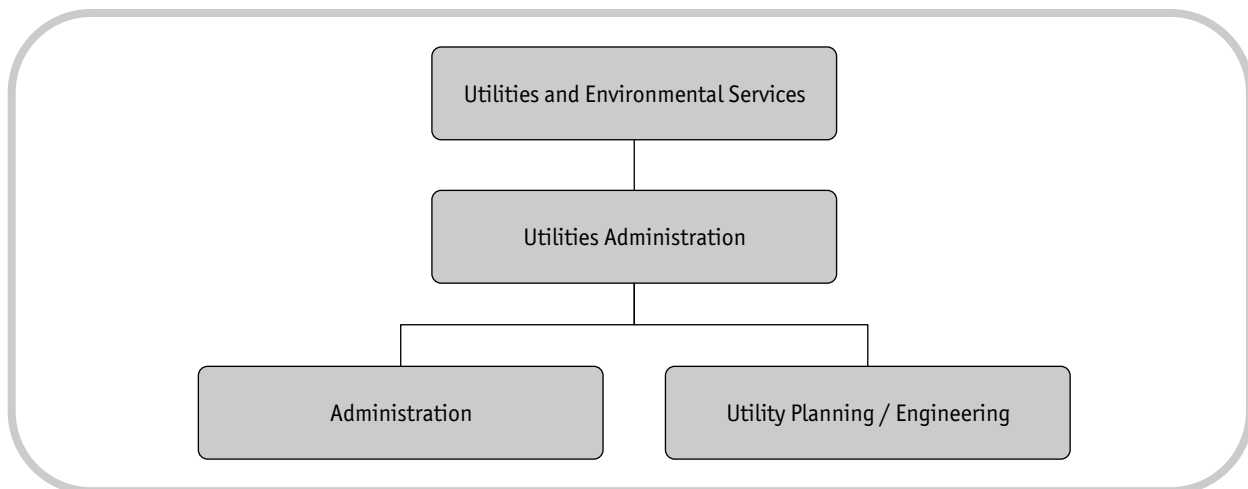 Utilities and Environmental Services
Utilities Administration
Administration
Utility Planning / Engineering